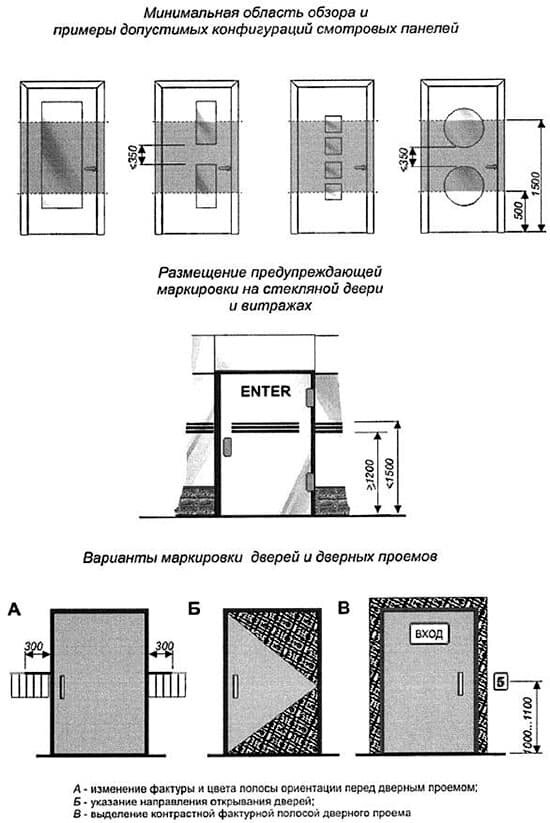 Минимальная область обзора и
примеры допустимых конфигураций смотровых панелей
<350
<350
500
1500
Размещение предупреждающей
маркировки на стеклянной двери
и витражах
ENTER
≥1200
<1500
Варианты маркировки дверей и дверных проемов
А
Б
В
300
300
ВХОД
Б
1000...1100
А - изменение фактуры и цвета полосы ориентации перед дверным проемом;
Б - указание направления открывания дверей;
В - выделение контрастной фактурной полосой дверного проема